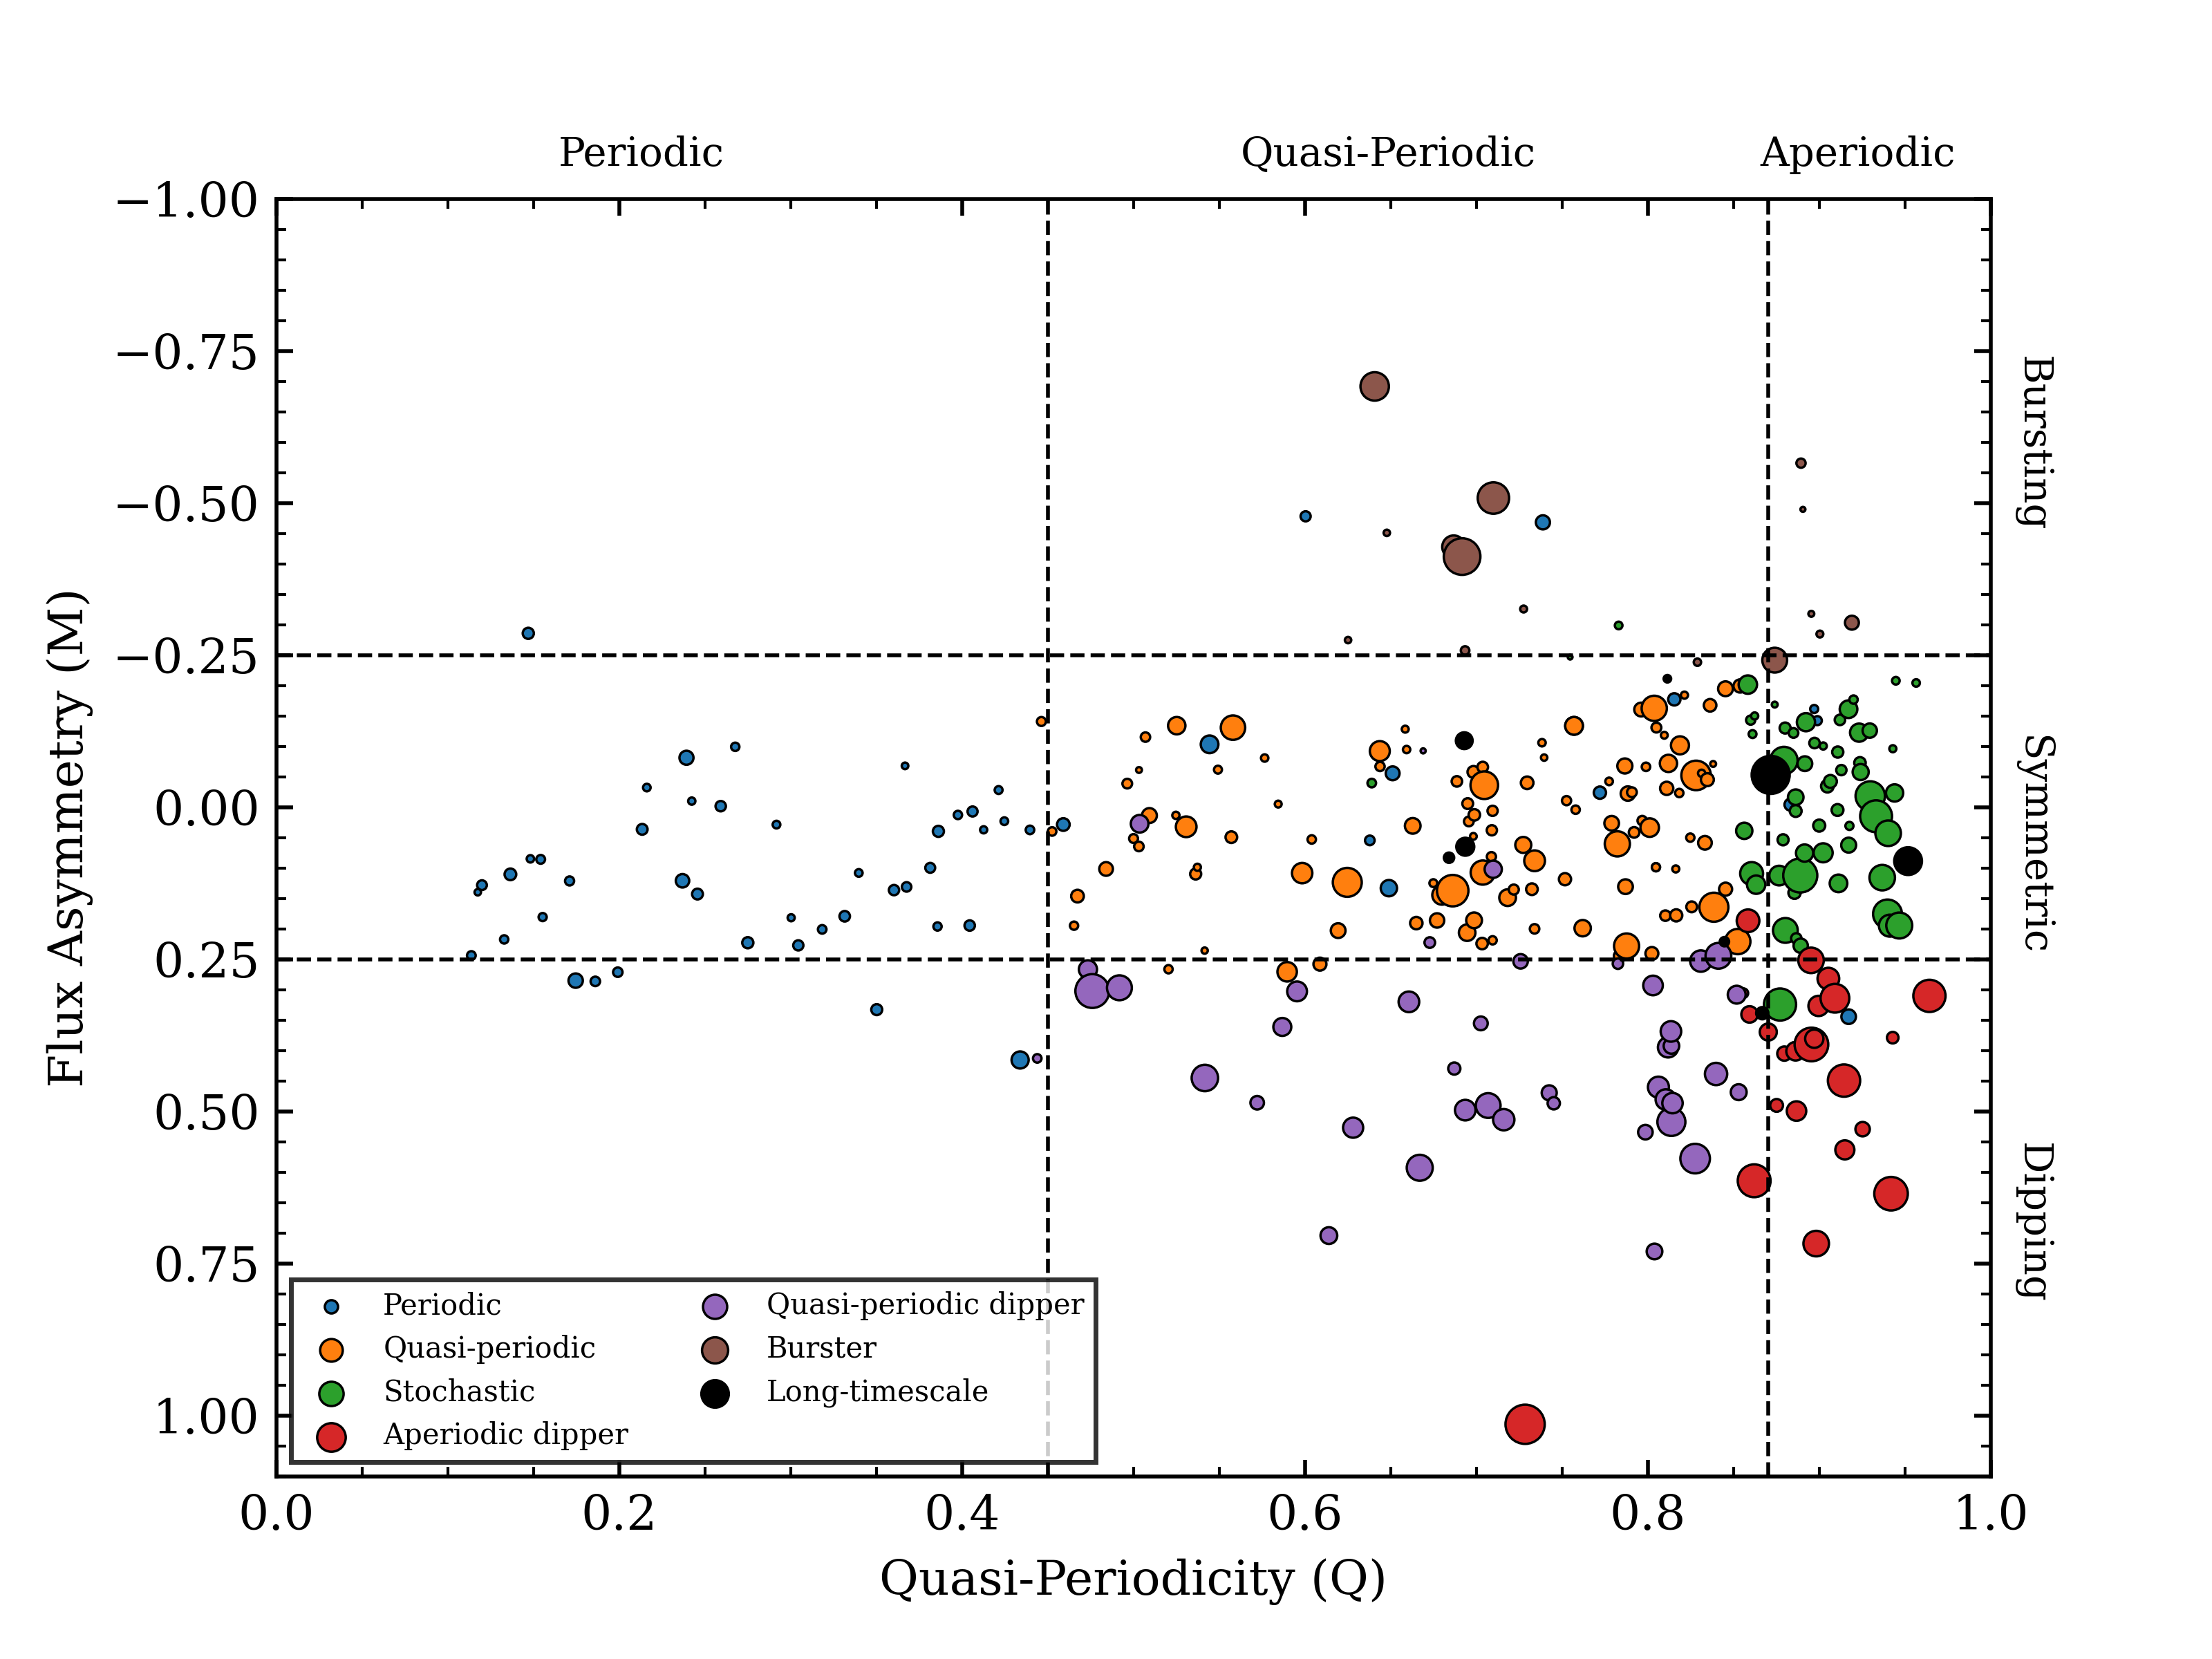 Periodic
Quasi-Periodic
Aperiodic
−1.00
−0.75
−0.50
−0.25
0.00
0.25
0.50
0.75
1.00
Flux Asymmetry (M)
Bursting
Symmetric
Dipping
Periodic
Quasi-periodic
Stochastic
Aperiodic dipper
Quasi-periodic dipper
Burster
Long-timescale
0.0
0.2
0.4
0.6
0.8
1.0
Quasi-Periodicity (Q)